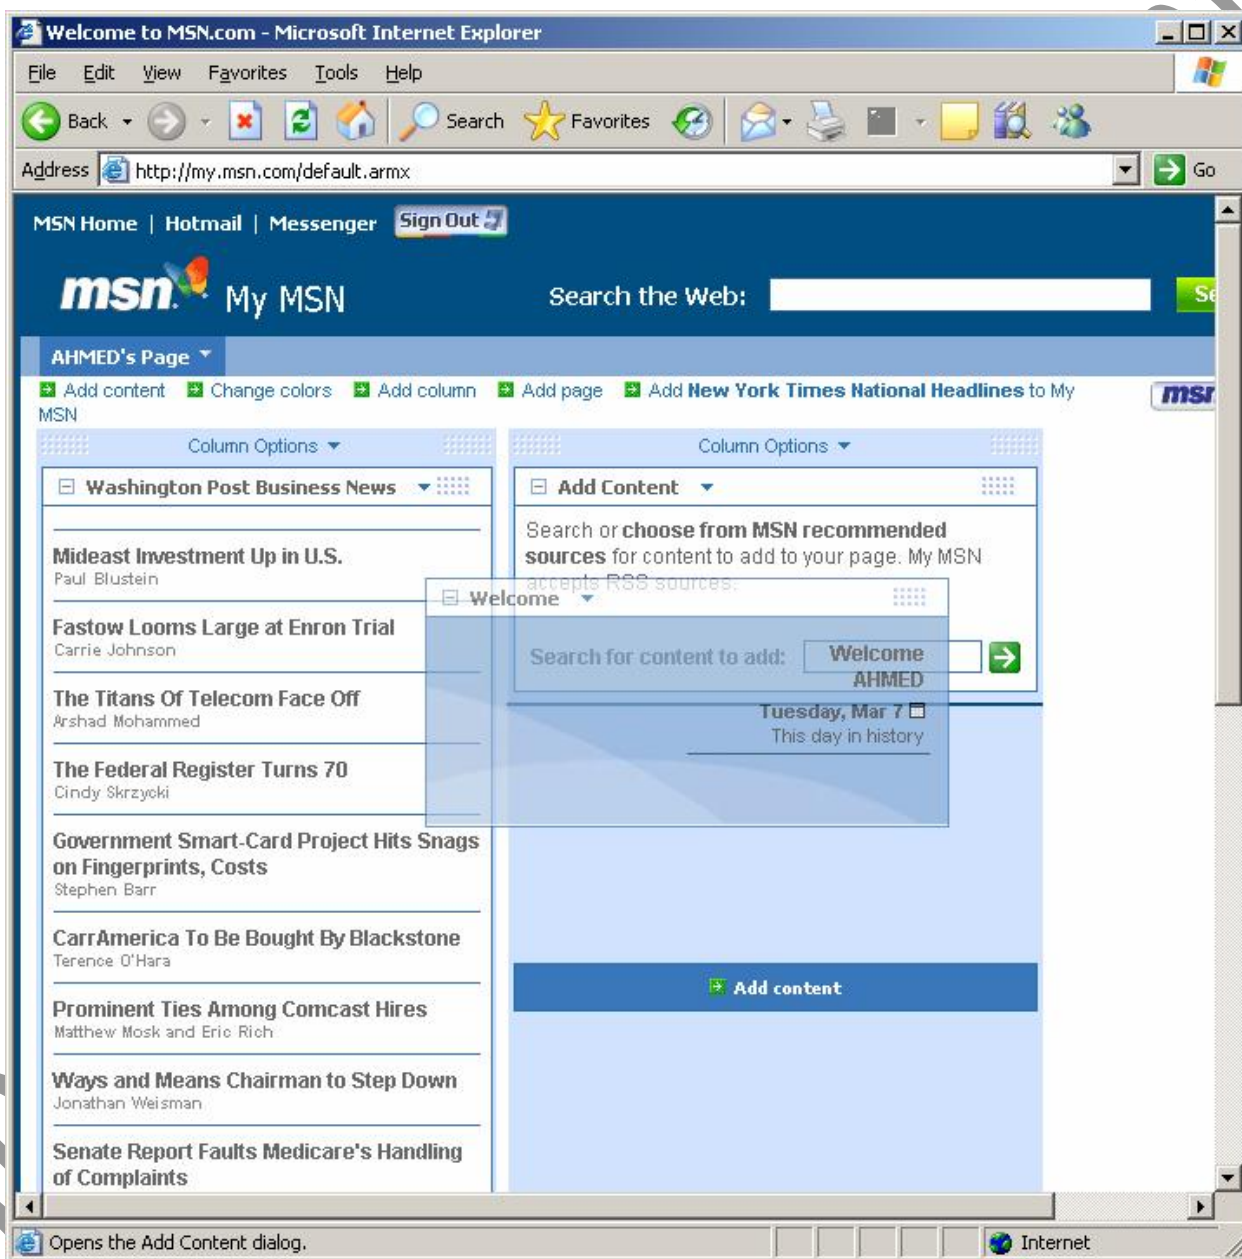 Welcome to MSN.com - Microsoft Internet Explorer
File Edit View Favorites Tools Help
Back Search Favorites
Address http://my.msn.com/default.armx Go
MSN Home | Hotmail | Messenger Sign Out
msn My MSN Search the Web:
AHMED's Page
Add content Change colors Add column Add page Add New York Times National Headlines to My
MSN
Column Options
Washington Post Business News
Mideast Investment Up in U.S.
Paul Blustein
Fastow Looms Large at Enron Trial
Carrie Johnson
The Titans Of Telecom Face Off
Arshad Mohammed
The Federal Register Turns 70
Cindy Skrzycki
Government Smart-Card Project Hits Snags
on Fingerprints, Costs
Stephen Barr
CarrAmerica To Be Bought By Blackstone
Terence O'Hara
Prominent Ties Among Comcast Hires
Matthew Mosk and Eric Rich
Ways and Means Chairman to Step Down
Jonathan Weisman
Senate Report Faults Medicare's Handling
of Complaints
Column Options
Add Content
Search or choose from MSN recommended
sources for content to add to your page. My MSN
accepts RSS sources.
Search for content to add:
Welcome
Welcome
AHMED
Tuesday, Mar 7
This day in history
Add content
Opens the Add Content dialog. Internet